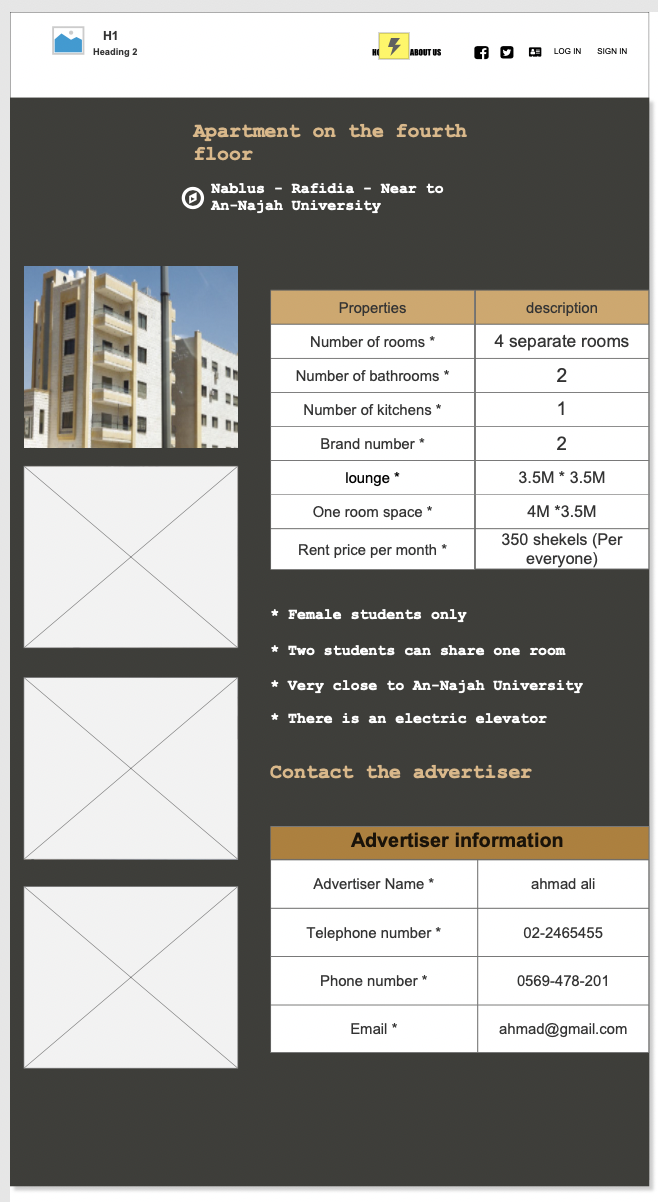 H1
Heading 2
ABOUT US
LOG IN
SIGN IN
Apartment on the fourth
floor
Nablus - Rafidia - Near to
An-Najah University
Properties
description
Number of rooms *
4 separate rooms
Number of bathrooms *
2
Number of kitchens *
1
Brand number *
2
lounge *
3.5M * 3.5M
One room space *
4M *3.5M
Rent price per month *
350 shekels (Per
everyone)
* Female students only
* Two students can share one room
* Very close to An-Najah University
* There is an electric elevator
Contact the advertiser
Advertiser information
Advertiser Name *
ahmad ali
Telephone number *
02-2465455
Phone number *
0569-478-201
Email *
ahmad@gmail.com